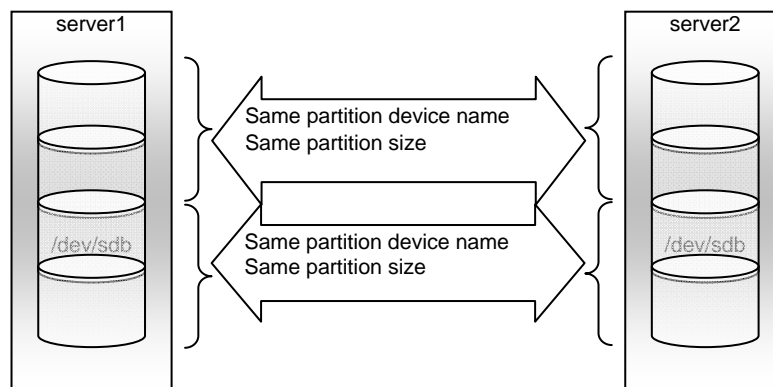 server1
server2
Same partition device name
Same partition size
/dev/sdb
/dev/sdb
Same partition device name
Same partition size